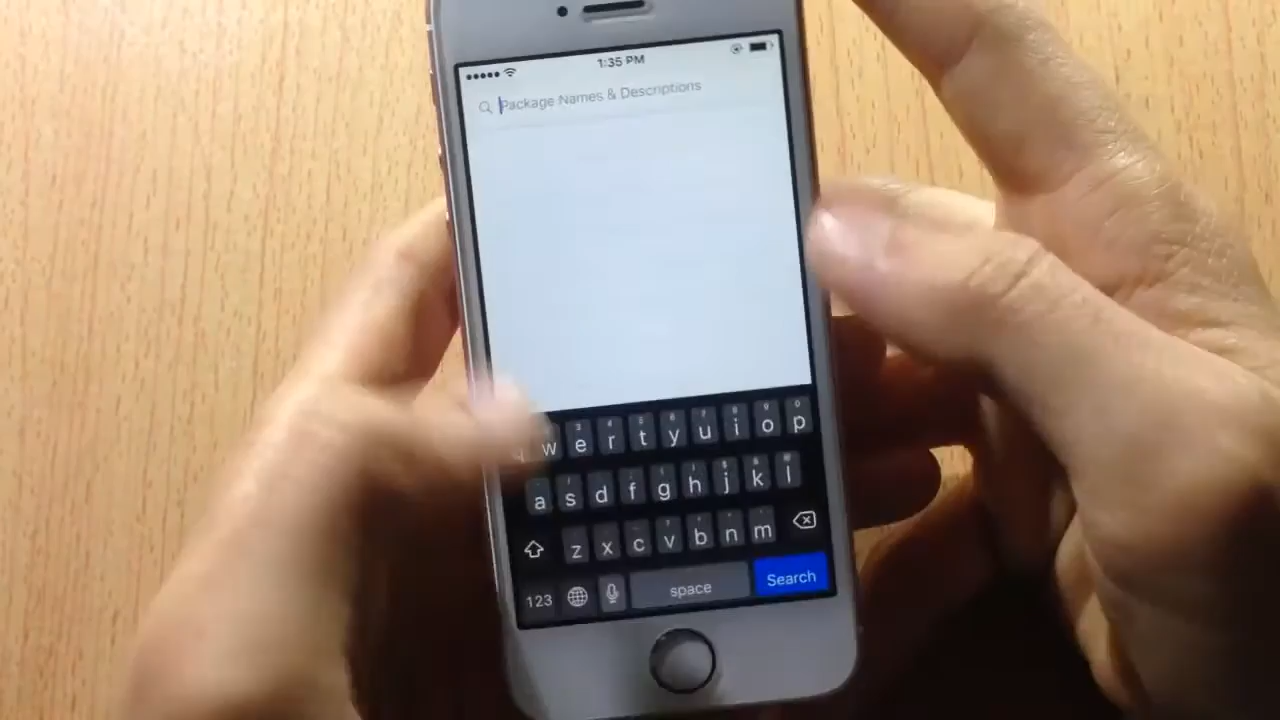 1:35 PM
Package Names & Descriptions
w e r t y u i o p
a s d f g h j k l
z x c v b n m
123 space Search